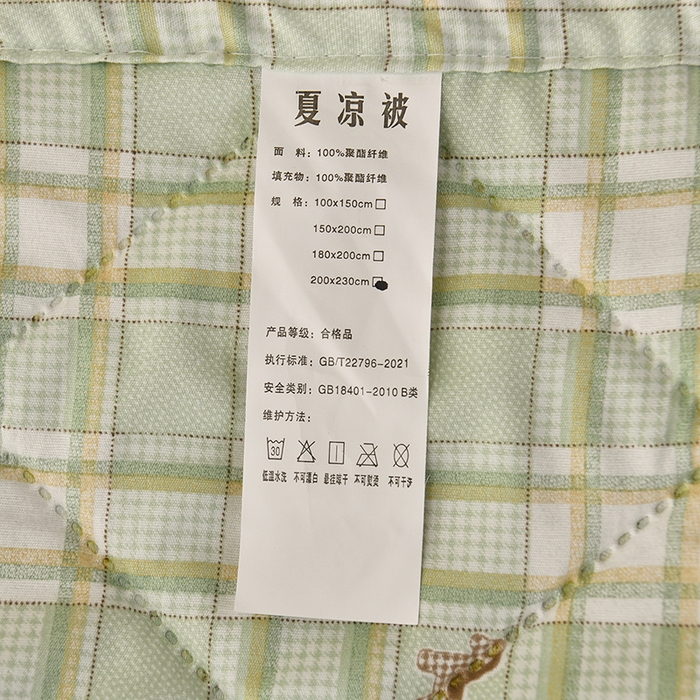 夏凉被
面 料：100%聚酯纤维
填充物：100%聚酯纤维
规 格：100x150cm
150x200cm
180x200cm
200x230cm
产品等级：合格品
执行标准：GB/T22796-2021
安全类别：GB18401-2010 B类
维护方法：
30
低温水洗 不可漂白 悬挂晾干 不可熨烫 不可干洗